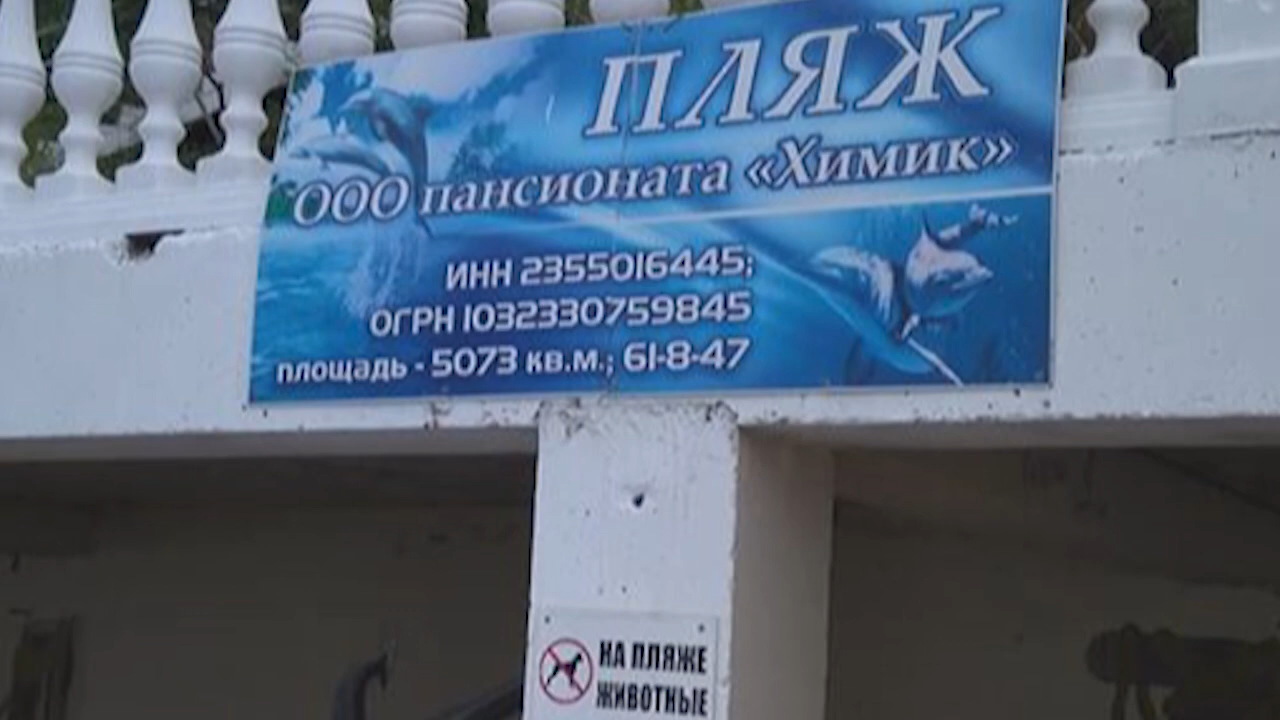 ПЛЯЖ
ООО пансионата «Химик»
ИНН 2355016445;
ОГРН 1032330759845
площадь - 5073 кв.м.; 61-8-47
НА ПЛЯЖЕ
ЖИВОТНЫЕ